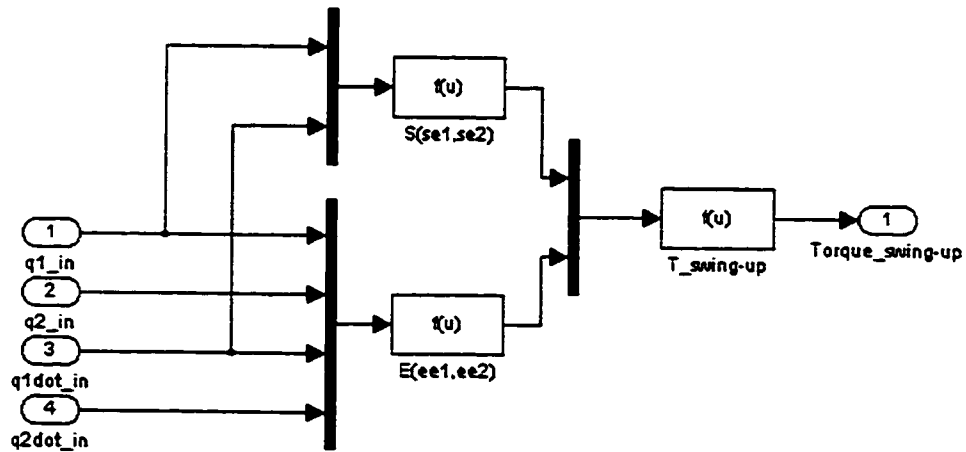 f(u)
S(se1,se2)
1
q1_in
2
q2_in
3
q1dot_in
4
q2dot_in
f(u)
E(ee1,ee2)
f(u)
T_swing-up
1
Torque_swing-up